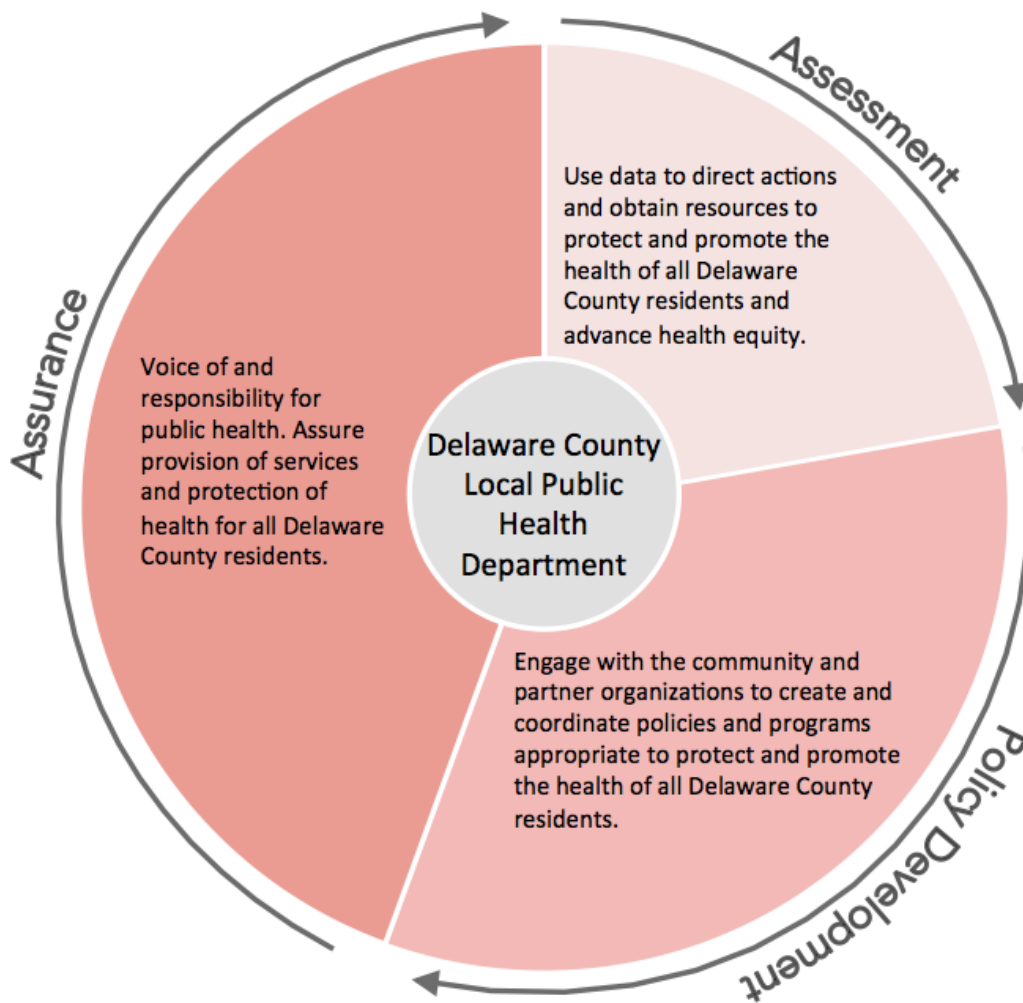 Assessment
Use data to direct actions
and obtain resources to
protect and promote the
health of all Delaware
County residents and
advance health equity.
Assurance
Voice of and
responsibility for
public health. Assure
provision of services
and protection of
health for all Delaware
County residents.
Delaware County
Local Public
Health
Department
Engage with the community and
partner organizations to create and
coordinate policies and programs
appropriate to protect and promote
the health of all Delaware County
residents.
Policy Development